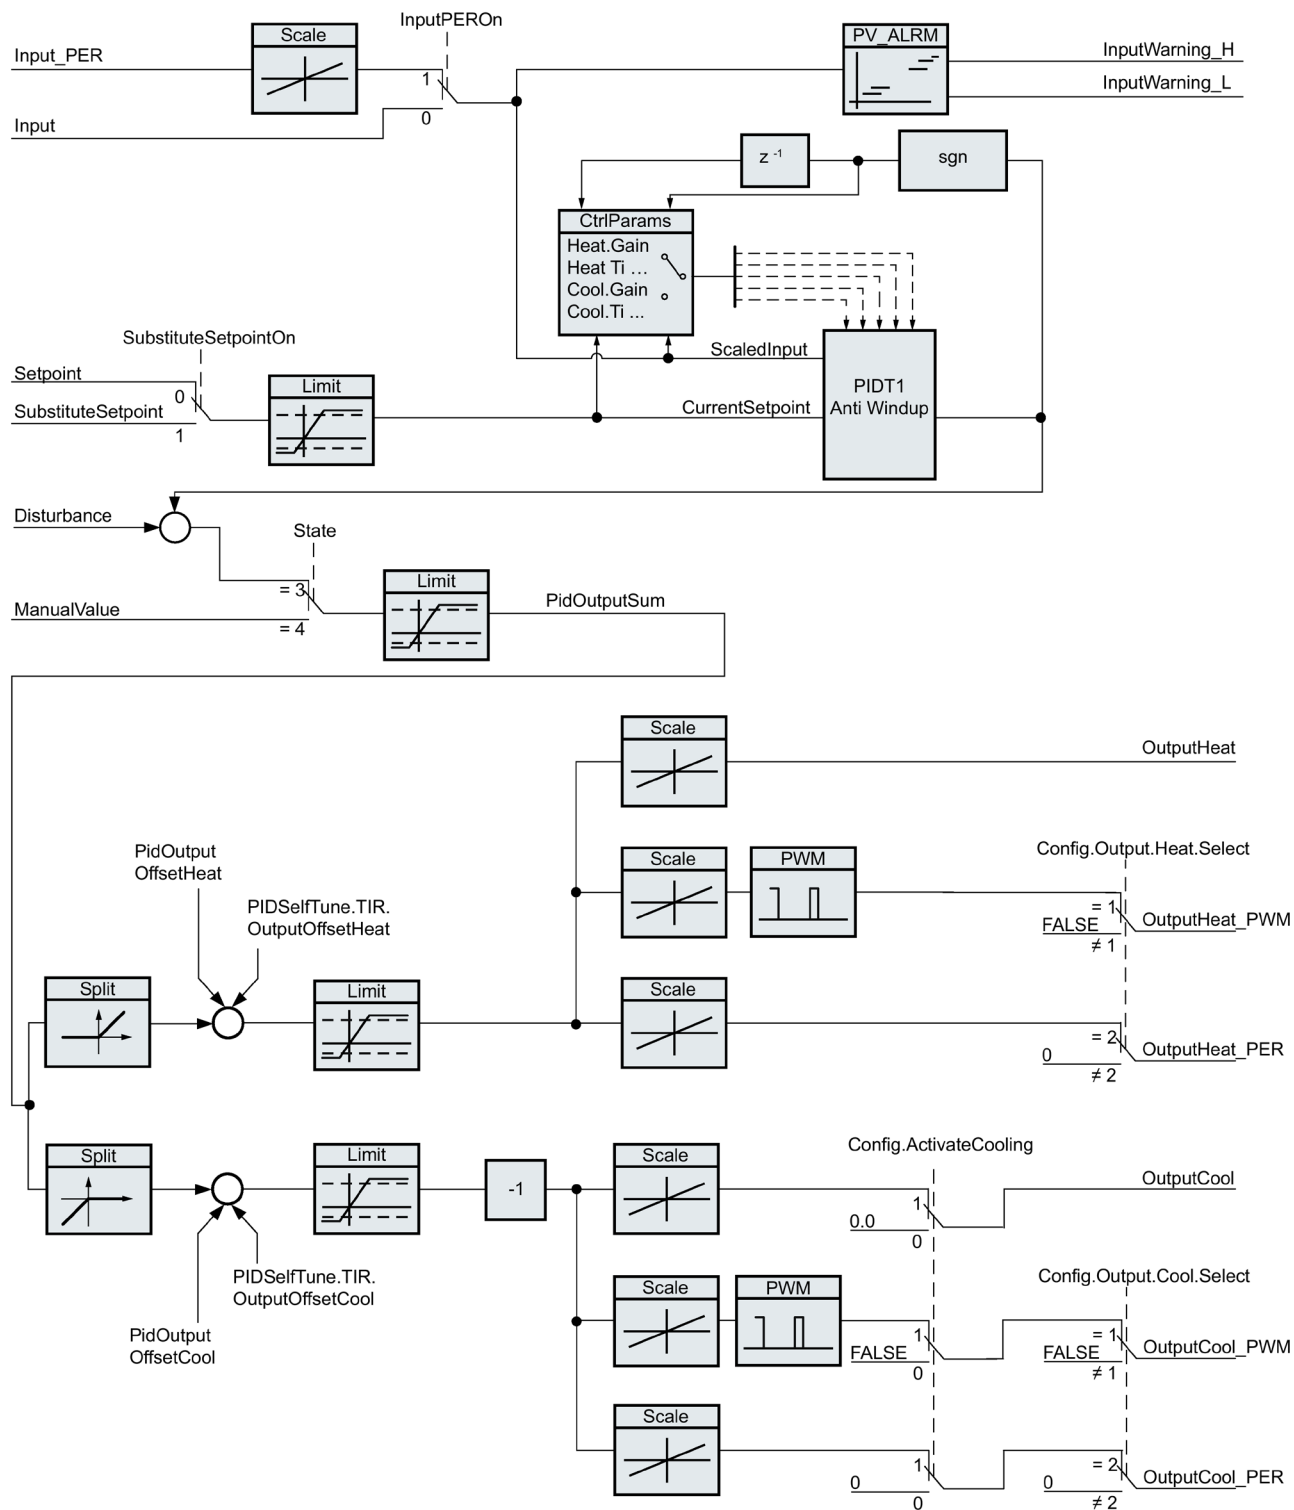 InputPEROn
Scale
PV_ALRM
Input_PER
InputWarning_H
1
InputWarning_L
Input
0
z -1
sgn
CtrlParams
Heat.Gain
Heat Ti ...
Cool.Gain
Cool.Ti ...
SubstituteSetpointOn
ScaledInput
Setpoint
Limit
PIDT1
Anti Windup
0
SubstituteSetpoint
CurrentSetpoint
1
Disturbance
State
Limit
= 3
ManualValue
PidOutputSum
= 4
Scale
OutputHeat
PidOutput
OffsetHeat
Scale
PWM
Config.Output.Heat.Select
PIDSelfTune.TIR.
OutputOffsetHeat
= 1
FALSE
OutputHeat_PWM
≠ 1
Split
Limit
Scale
= 2
0
OutputHeat_PER
≠ 2
Config.ActivateCooling
Split
Limit
Scale
-1
OutputCool
1
0.0
0
PIDSelfTune.TIR.
OutputOffsetCool
Scale
PWM
Config.Output.Cool.Select
PidOutput
OffsetCool
1
FALSE
0
= 1
FALSE
OutputCool_PWM
≠ 1
Scale
1
0
0
= 2
0
OutputCool_PER
≠ 2